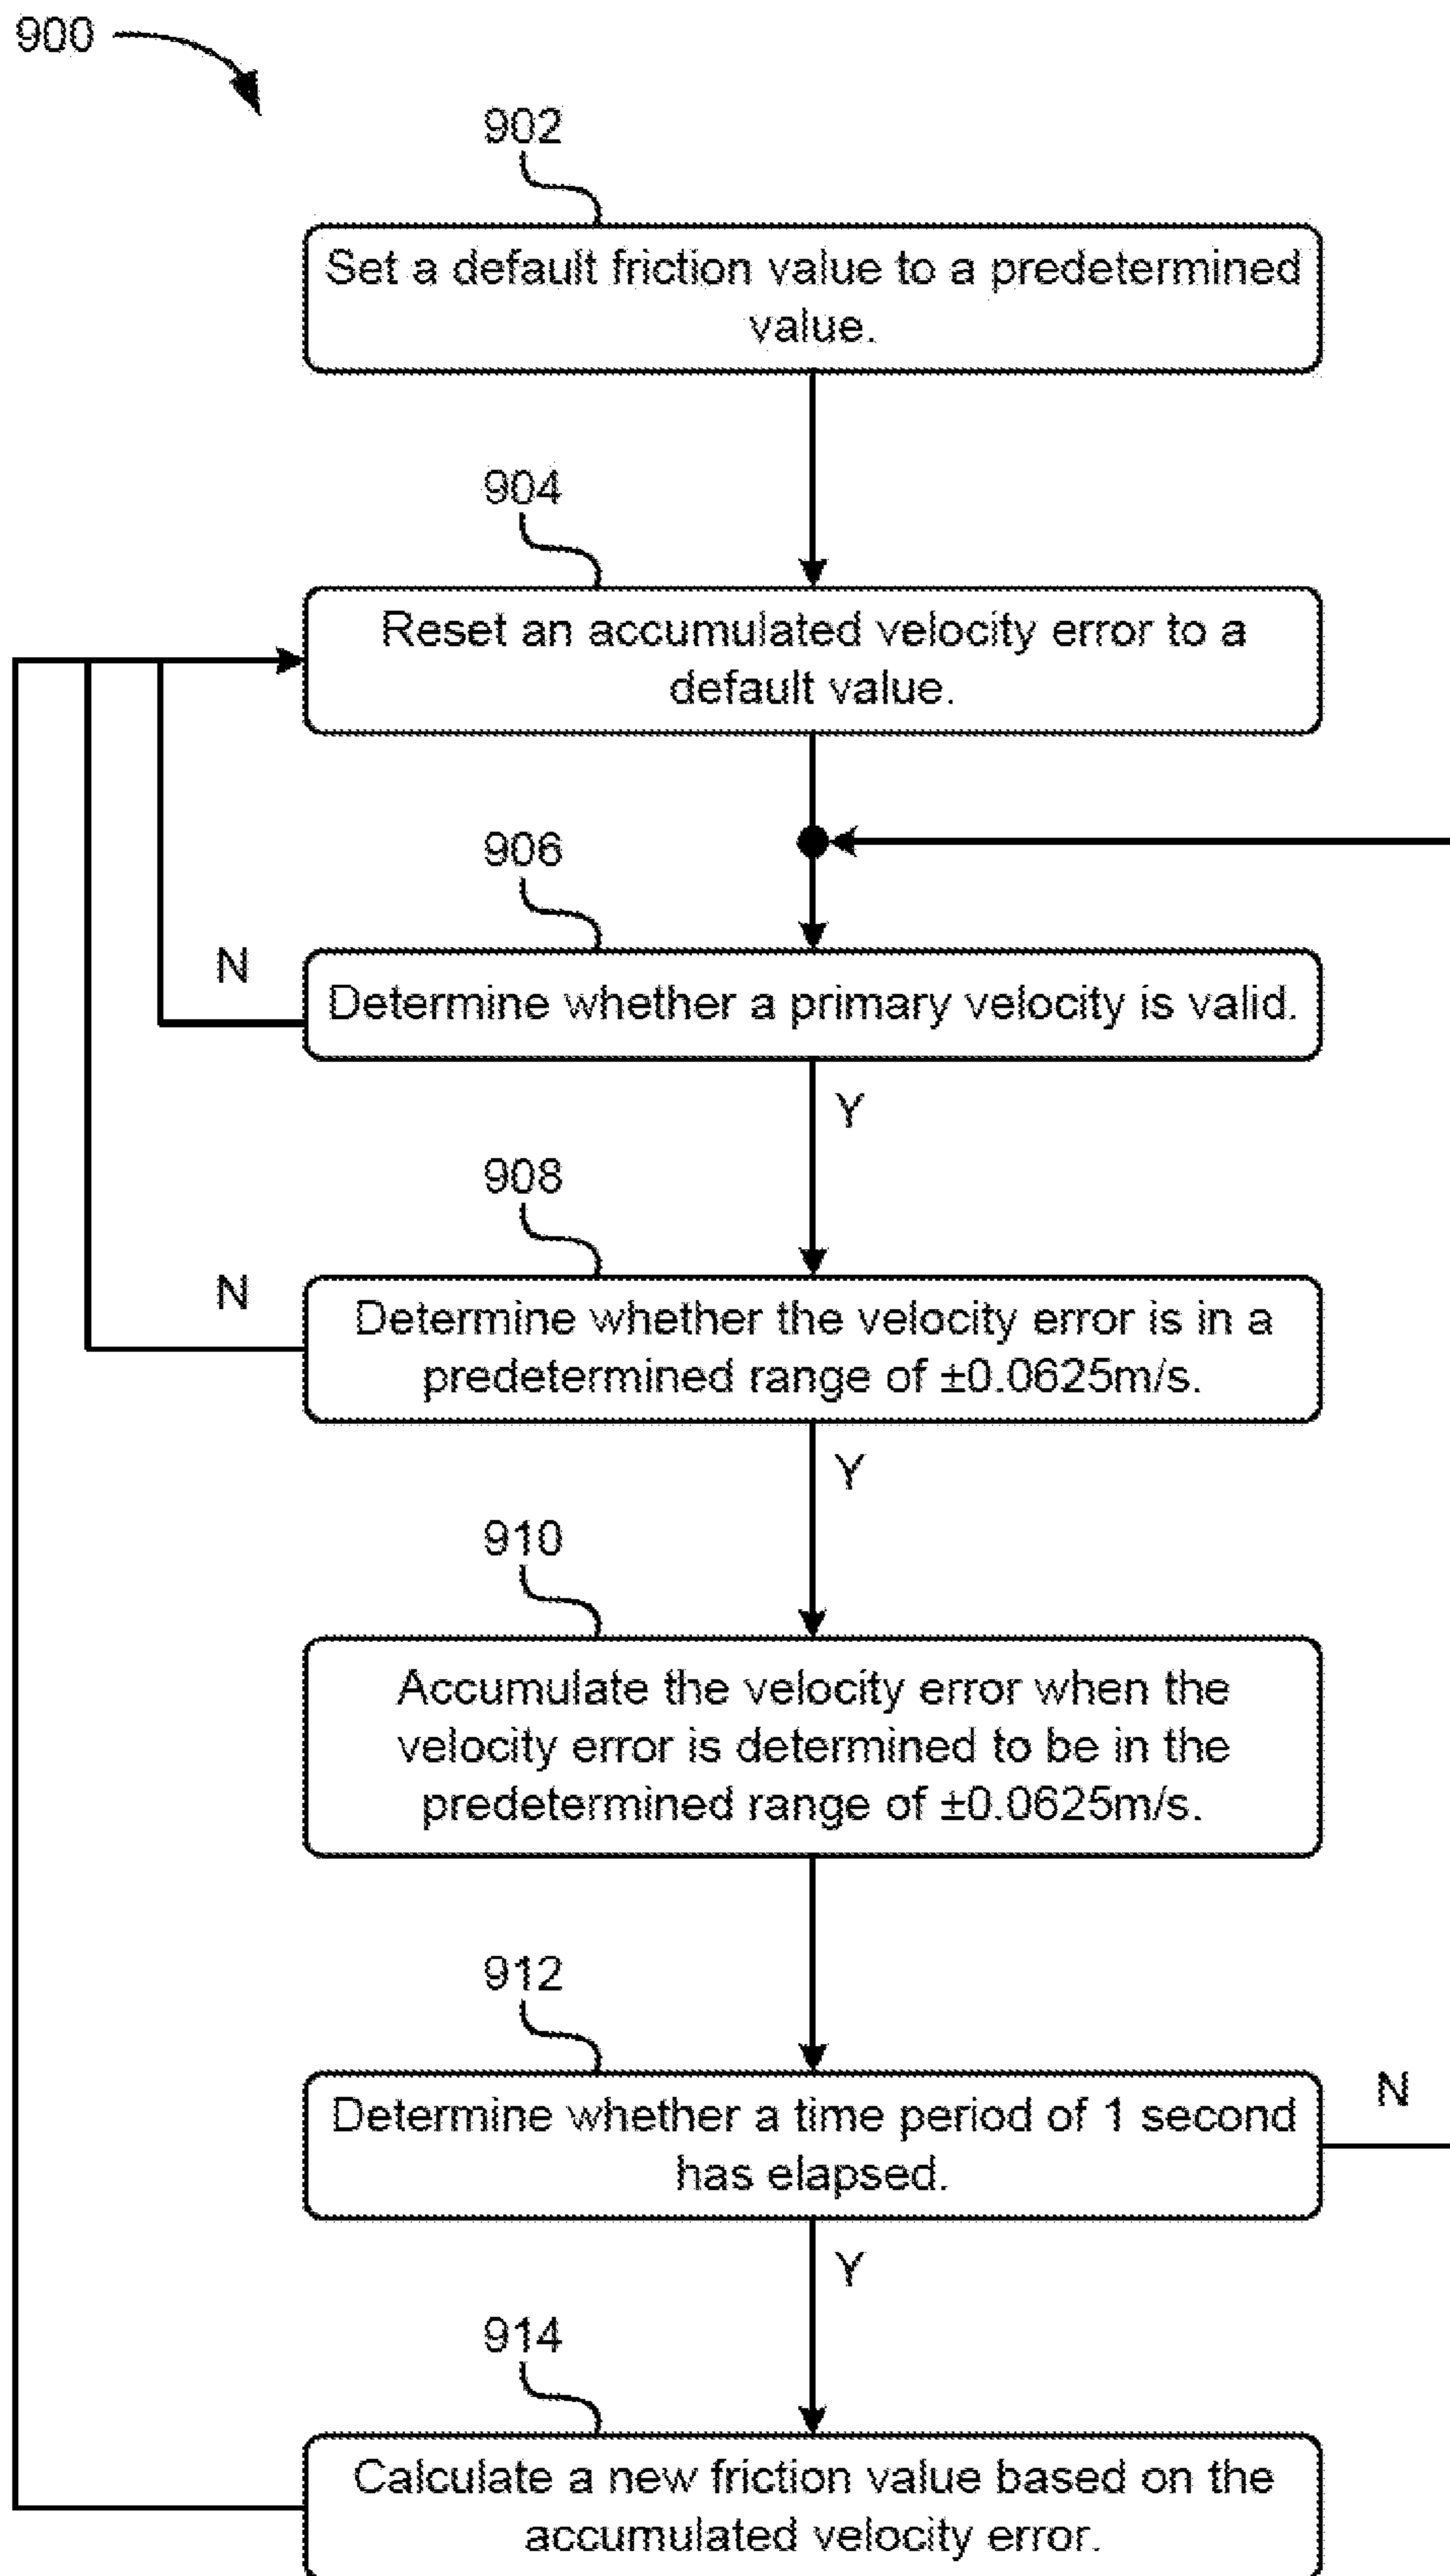 900
902
Set a default friction value to a predetermined
value.
904
Reset an accumulated velocity error to a
default value.
906
N
Determine whether a primary velocity is valid.
Y
908
N
Determine whether the velocity error is in a
predetermined range of ±0.0625m/s.
Y
910
Accumulate the velocity error when the
velocity error is determined to be in the
predetermined range of ±0.0625m/s.
912
Determine whether a time period of 1 second
has elapsed.
N
Y
914
Calculate a new friction value based on the
accumulated velocity error.